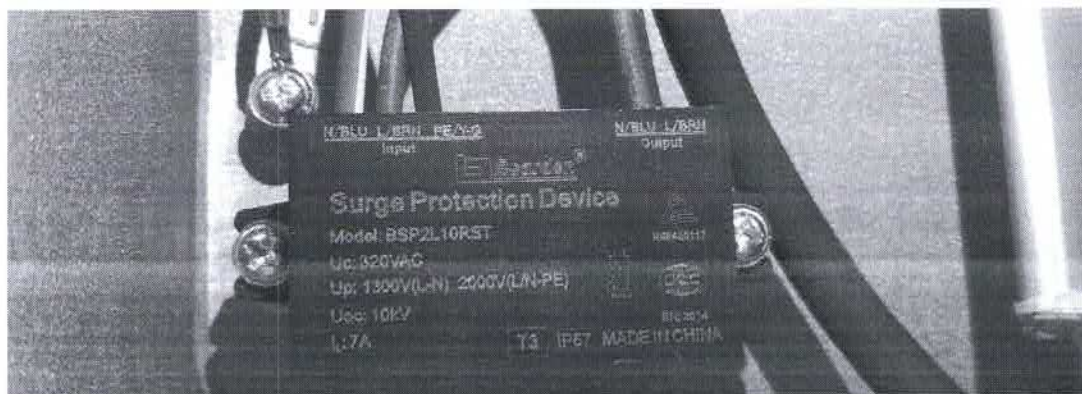 N/BLU L/BRN PE/Y-G
Input
N/BLU L/BRN
Output
Surge Protection Device
Model: BSP2L10RST
Uc: 320VAC
Up: 1300V(L-N) 2000V(L/N-PE)
Uoc: 10kV
IL:7A
T3 IP67 MADE IN CHINA